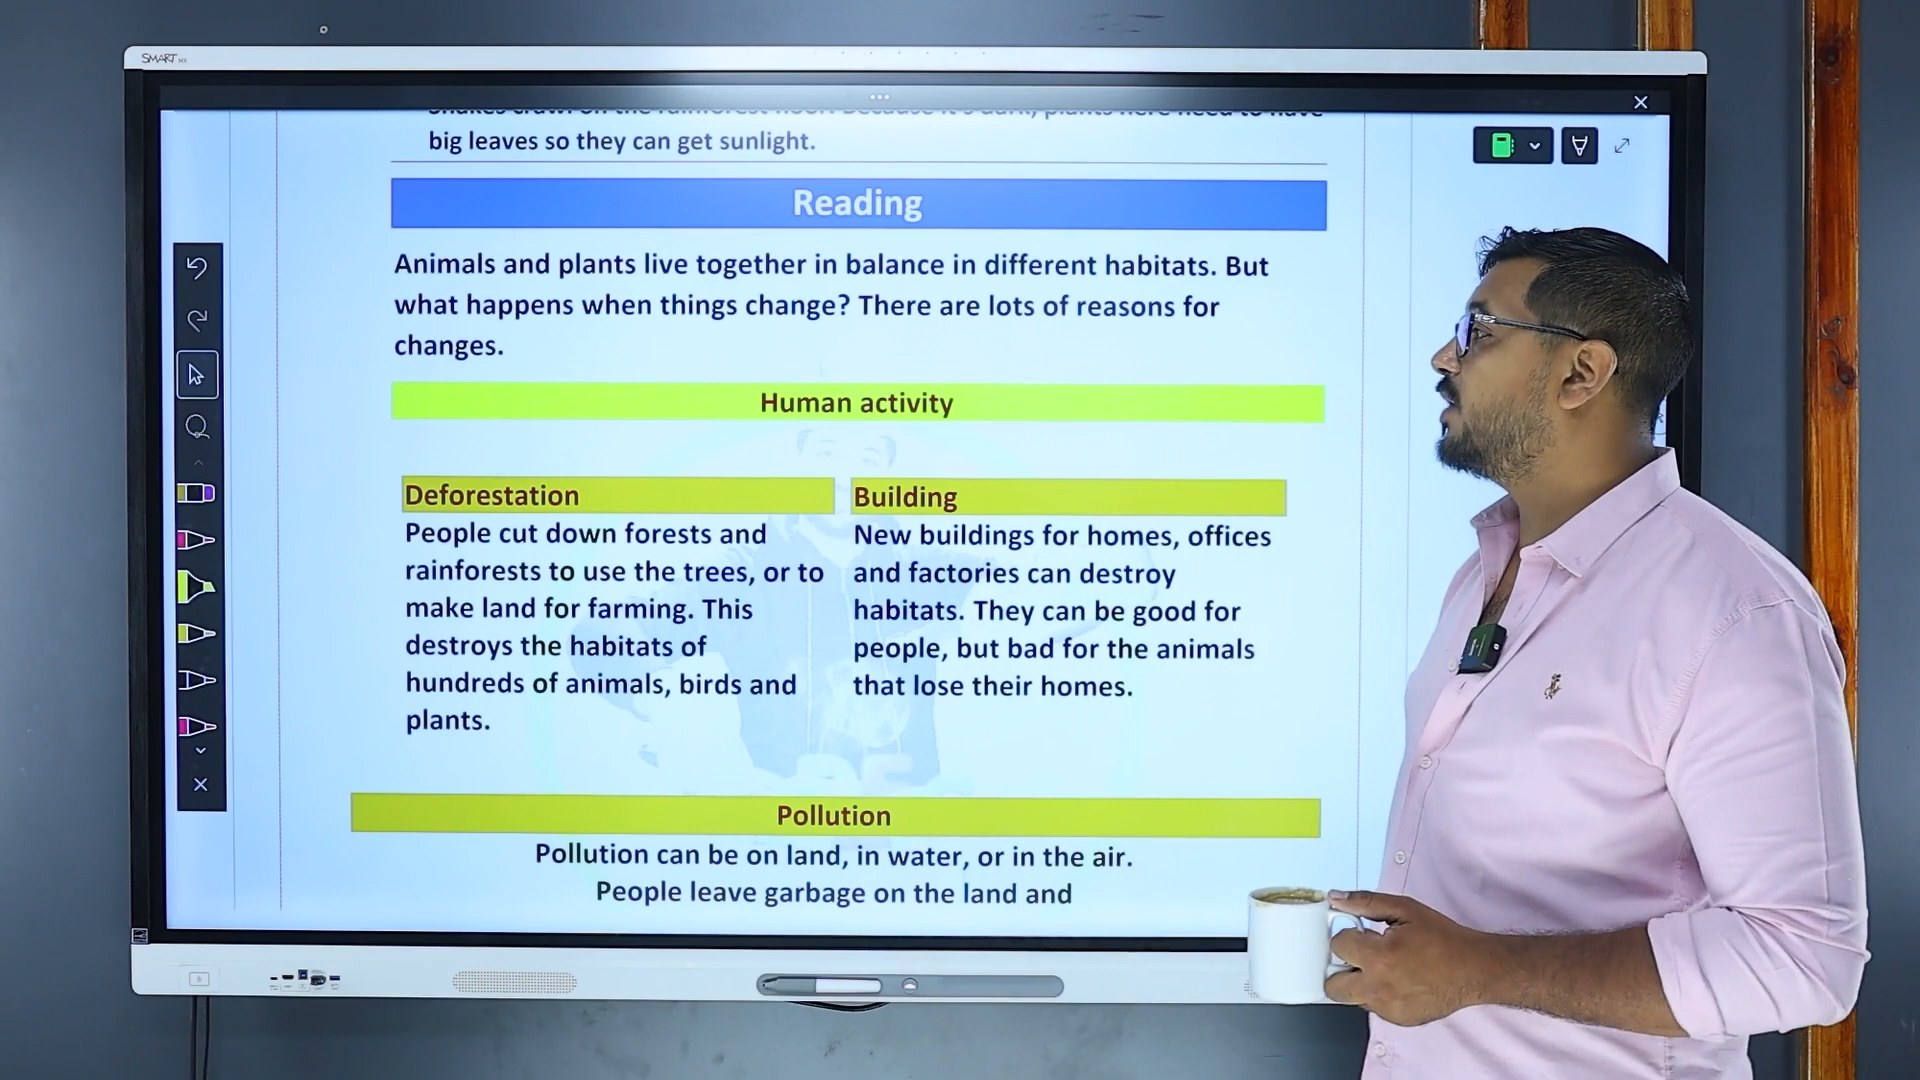 SMART
big leaves so they can get sunlight.
Reading
Animals and plants live together in balance in different habitats. But
what happens when things change? There are lots of reasons for
changes.
Human activity
Deforestation
People cut down forests and
rainforests to use the trees, or to
make land for farming. This
destroys the habitats of
hundreds of animals, birds and
plants.
Building
New buildings for homes, offices
and factories can destroy
habitats. They can be good for
people, but bad for the animals
that lose their homes.
Pollution
Pollution can be on land, in water, or in the air.
People leave garbage on the land and